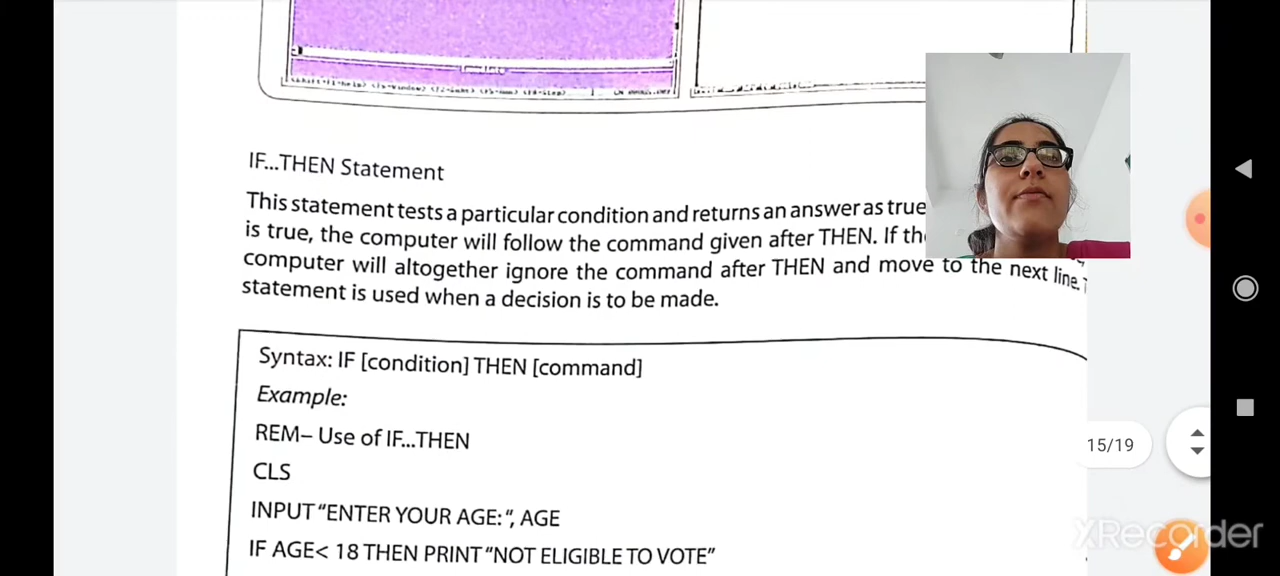 IF...THEN Statement
This statement tests a particular condition and returns an answer as true
is true, the computer will follow the command given after THEN. If th
computer will altogether ignore the command after THEN and move to the next line.
statement is used when a decision is to be made.
Syntax: IF [condition] THEN [command]
Example:
REM– Use of IF...THEN
CLS
INPUT “ENTER YOUR AGE: “, AGE
IF AGE< 18 THEN PRINT “NOT ELIGIBLE TO VOTE”
15/19
XRecorder